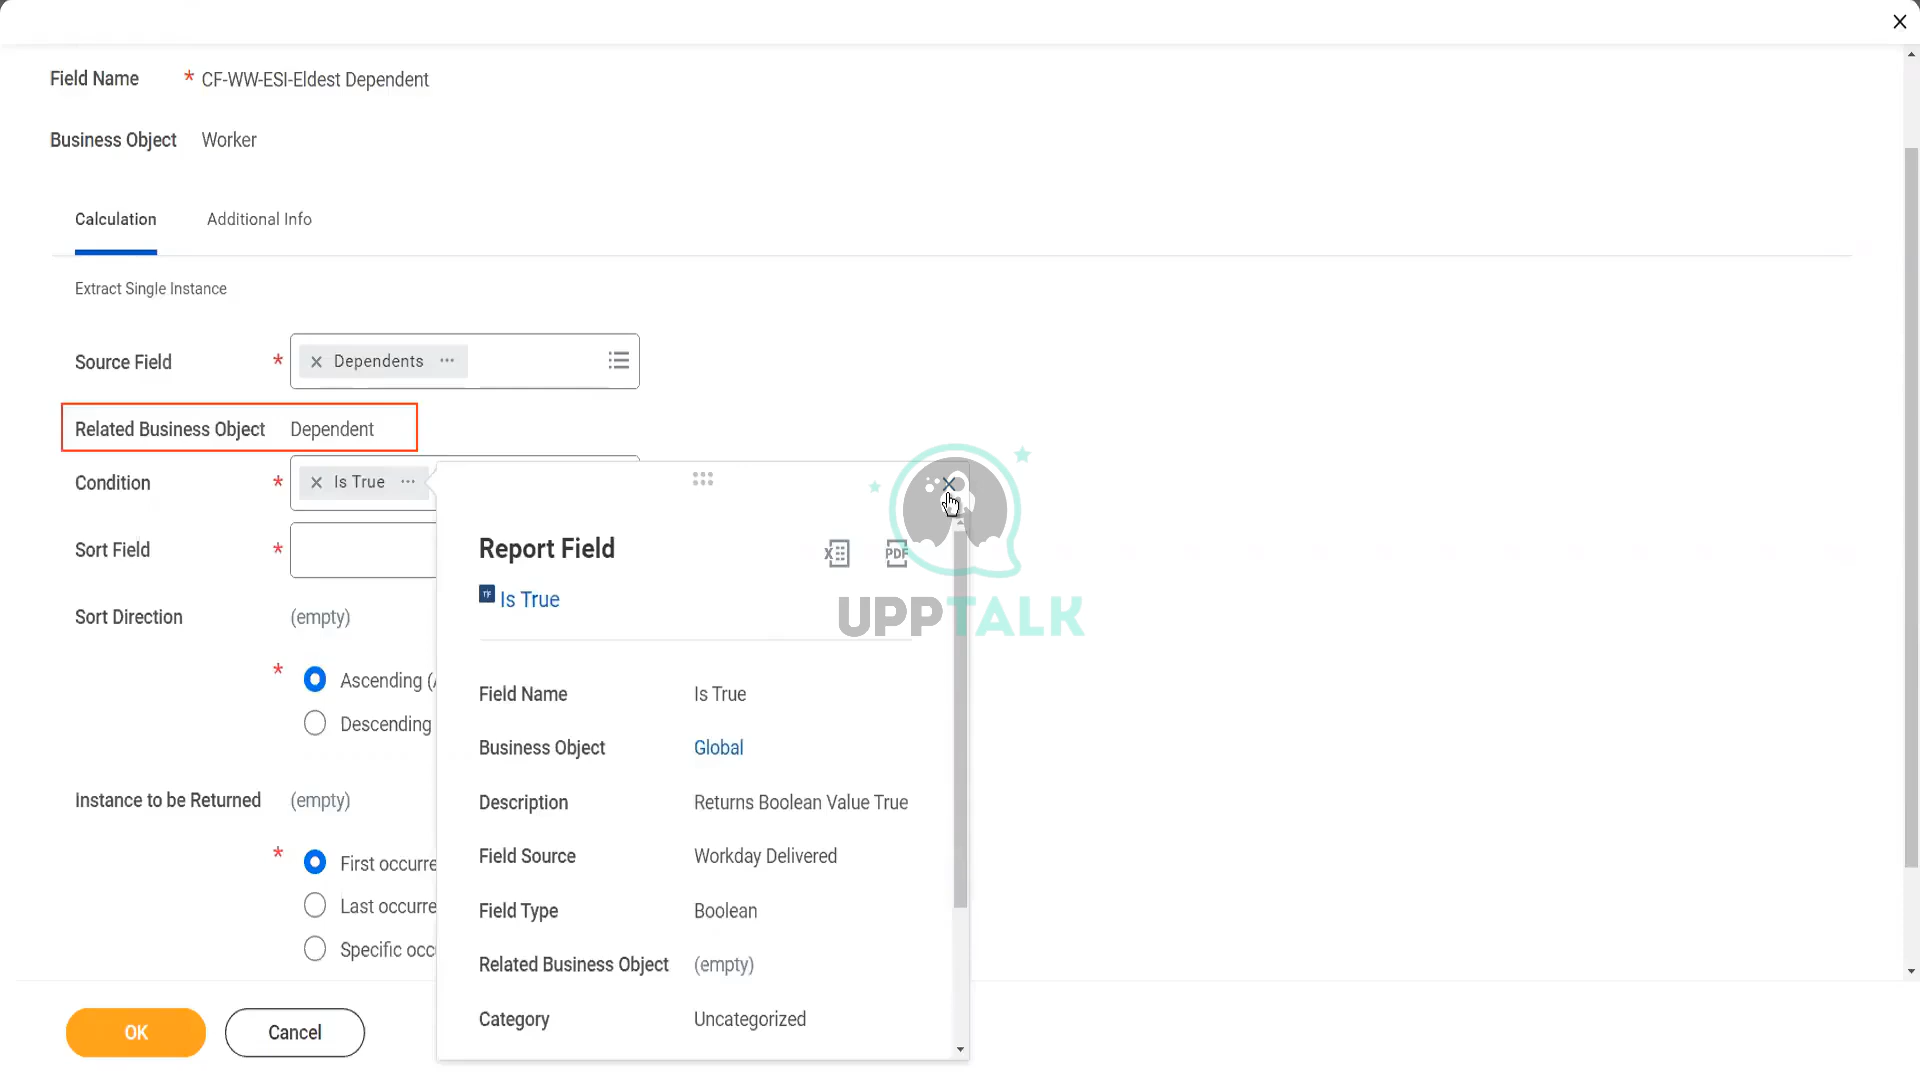 Field Name * CF-WW-ESI-Eldest Dependent
Business Object Worker
Calculation Additional Info
Extract Single Instance
Source Field * Dependents
Related Business Object Dependent
Condition * Is True
Sort Field *
Sort Direction (empty)
* Ascending (
Descending
Instance to be Returned (empty)
* First occurre
Last occurre
Specific occ
OK Cancel
Report Field
PDF
Is True
Field Name Is True
Business Object Global
Description Returns Boolean Value True
Field Source Workday Delivered
Field Type Boolean
Related Business Object (empty)
Category Uncategorized
UPPTALK